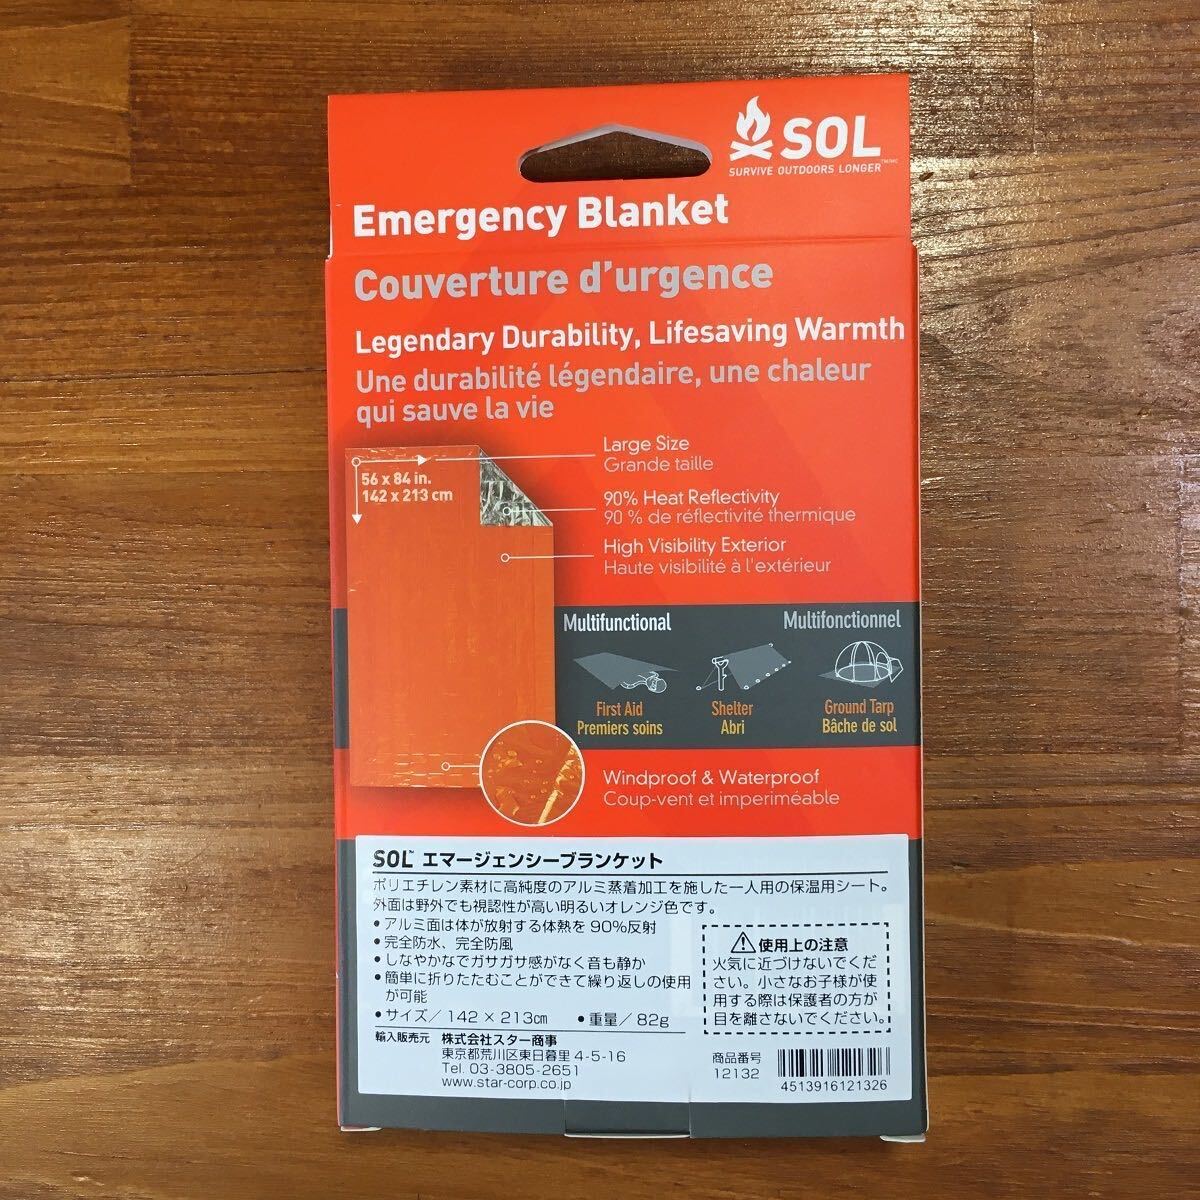 SOL
SURVIVE OUTDOORS LONGER™/MC
Emergency Blanket
Couverture d'urgence
Legendary Durability, Lifesaving Warmth
Une durabilité légendaire, une chaleur
qui sauve la vie
56 x 84 in.
142 x 213 cm
Large Size
Grande taille
90% Heat Reflectivity
90 % de réflectivité thermique
High Visibility Exterior
Haute visibilité à l'extérieur
Multifunctional
Multifonctionnel
First Aid
Premiers soins
Shelter
Abri
Ground Tarp
Bâche de sol
Windproof & Waterproof
Coup-vent et imperiméable
SOL™ エマージェンシーブランケット
ポリエチレン素材に高純度のアルミ蒸着加工を施した一人用の保温用シート。
外面は野外でも視認性が高い明るいオレンジ色です。
• アルミ面は体が放射する体熱を 90%反射
• 完全防水、完全防風
• しなやかなでガサガサ感がなく音も静か
• 簡単に折りたたむことができて繰り返しの使用
が可能
• サイズ/ 142 × 213㎝ • 重量/ 82g
⚠使用上の注意
火気に近づけないでくだ
さい。小さなお子様が使
用する際は保護者の方が
目を離さないでください。
輸入販売元 株式会社スター商事
東京都荒川区東日暮里 4-5-16
Tel. 03-3805-2651
www.star-corp.co.jp
商品番号
12132
4513916121326